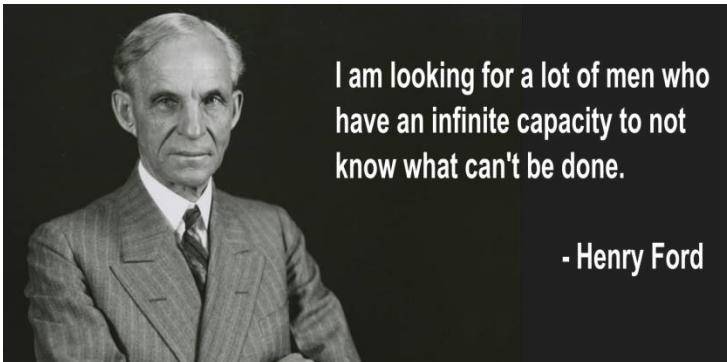 I am looking for a lot of men who
have an infinite capacity to not
know what can't be done.
- Henry Ford